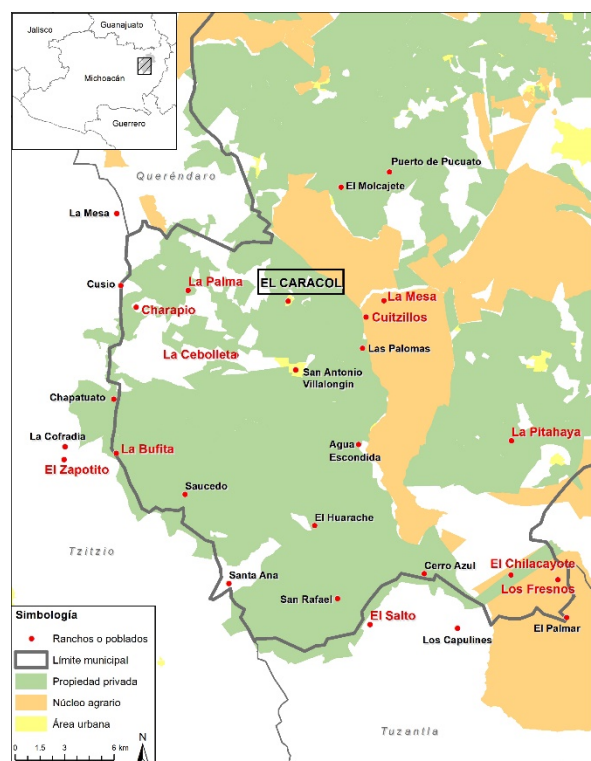 Jalisco
Guanajuato
Michoacán
Guerrero
Queréndaro
Puerto de Pucuato
El Molcajete
La Mesa
Cusio
La Palma
EL CARACOL
La Mesa
Charapio
Cuitzillos
La Cebolleta
Las Palomas
San Antonio
Villalongin
Chapatuato
La Cofradia
La Bufita
Agua
Escondida
La Pitahaya
El Zapotito
Saucedo
El Huarache
Tzitzio
Santa Ana
Cerro Azul
El Chilacayote
Los Fresnos
San Rafael
El Salto
Los Capulines
El Palmar
Simbología
Ranchos o poblados
Límite municipal
Propiedad privada
Núcleo agrario
Área urbana
0 1.5 3 6 km
N
Tuzantla